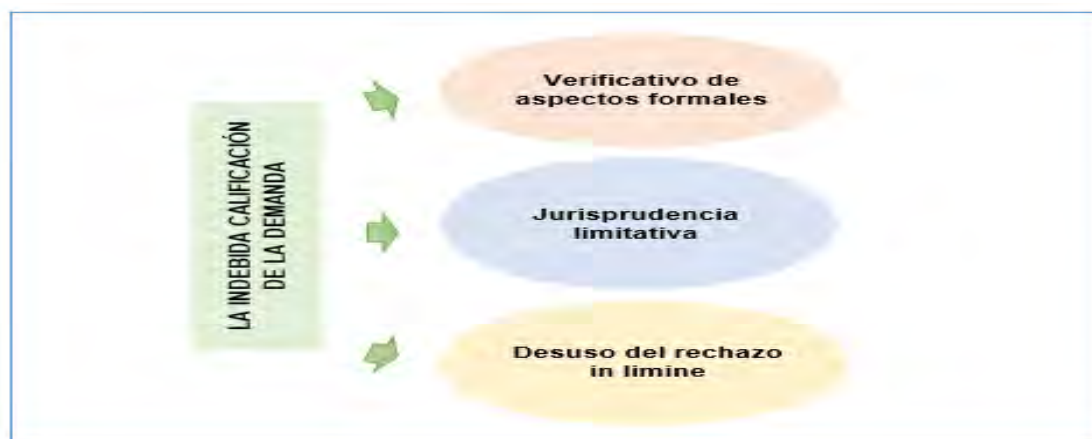 LA INDEBIDA CALIFICACIÓN
DE LA DEMANDA
Verificativo de
aspectos formales
Jurisprudencia
limitativa
Desuso del rechazo
in limine